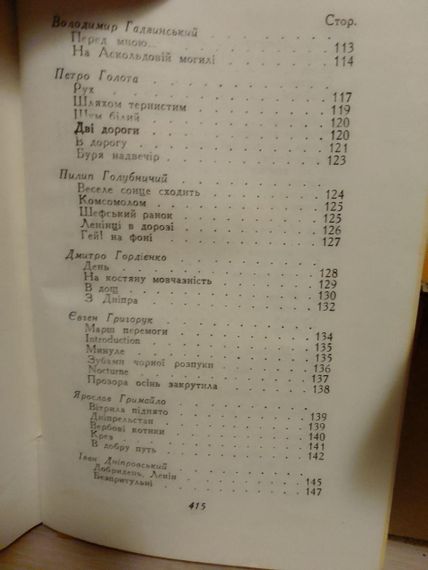 Володимир Гадзінський Стор.
Перед мною... 113
На Аскольдовій могилі 114
Петро Голота
Рух 117
Шляхом тернистим 119
Шум білий 120
Дві дороги 120
В дорогу 121
Буря надвечір 123
Пилип Голубничий
Веселе сонце сходить 124
Комсомолом 125
Шефський ранок 125
Ленінці в дорозі 126
Гей! на фоні 127
Дмитро Гордієнко
День 128
На костяну мовчазність 129
В дощ 130
З Дніпра 132
Євген Григорук
Марш перемоги 134
Introduction 135
Минуле 135
Зубами чорної розпуки 136
Nocturne 137
Прозора осінь закрутила 138
Ярослав Гримайло
Вітрила піднято 139
Дніпрельстан 139
Вербові котики 140
Крез 141
В добру путь 142
Іван Дніпровський
Добридень, Ленін 145
Безпритульні 147
415